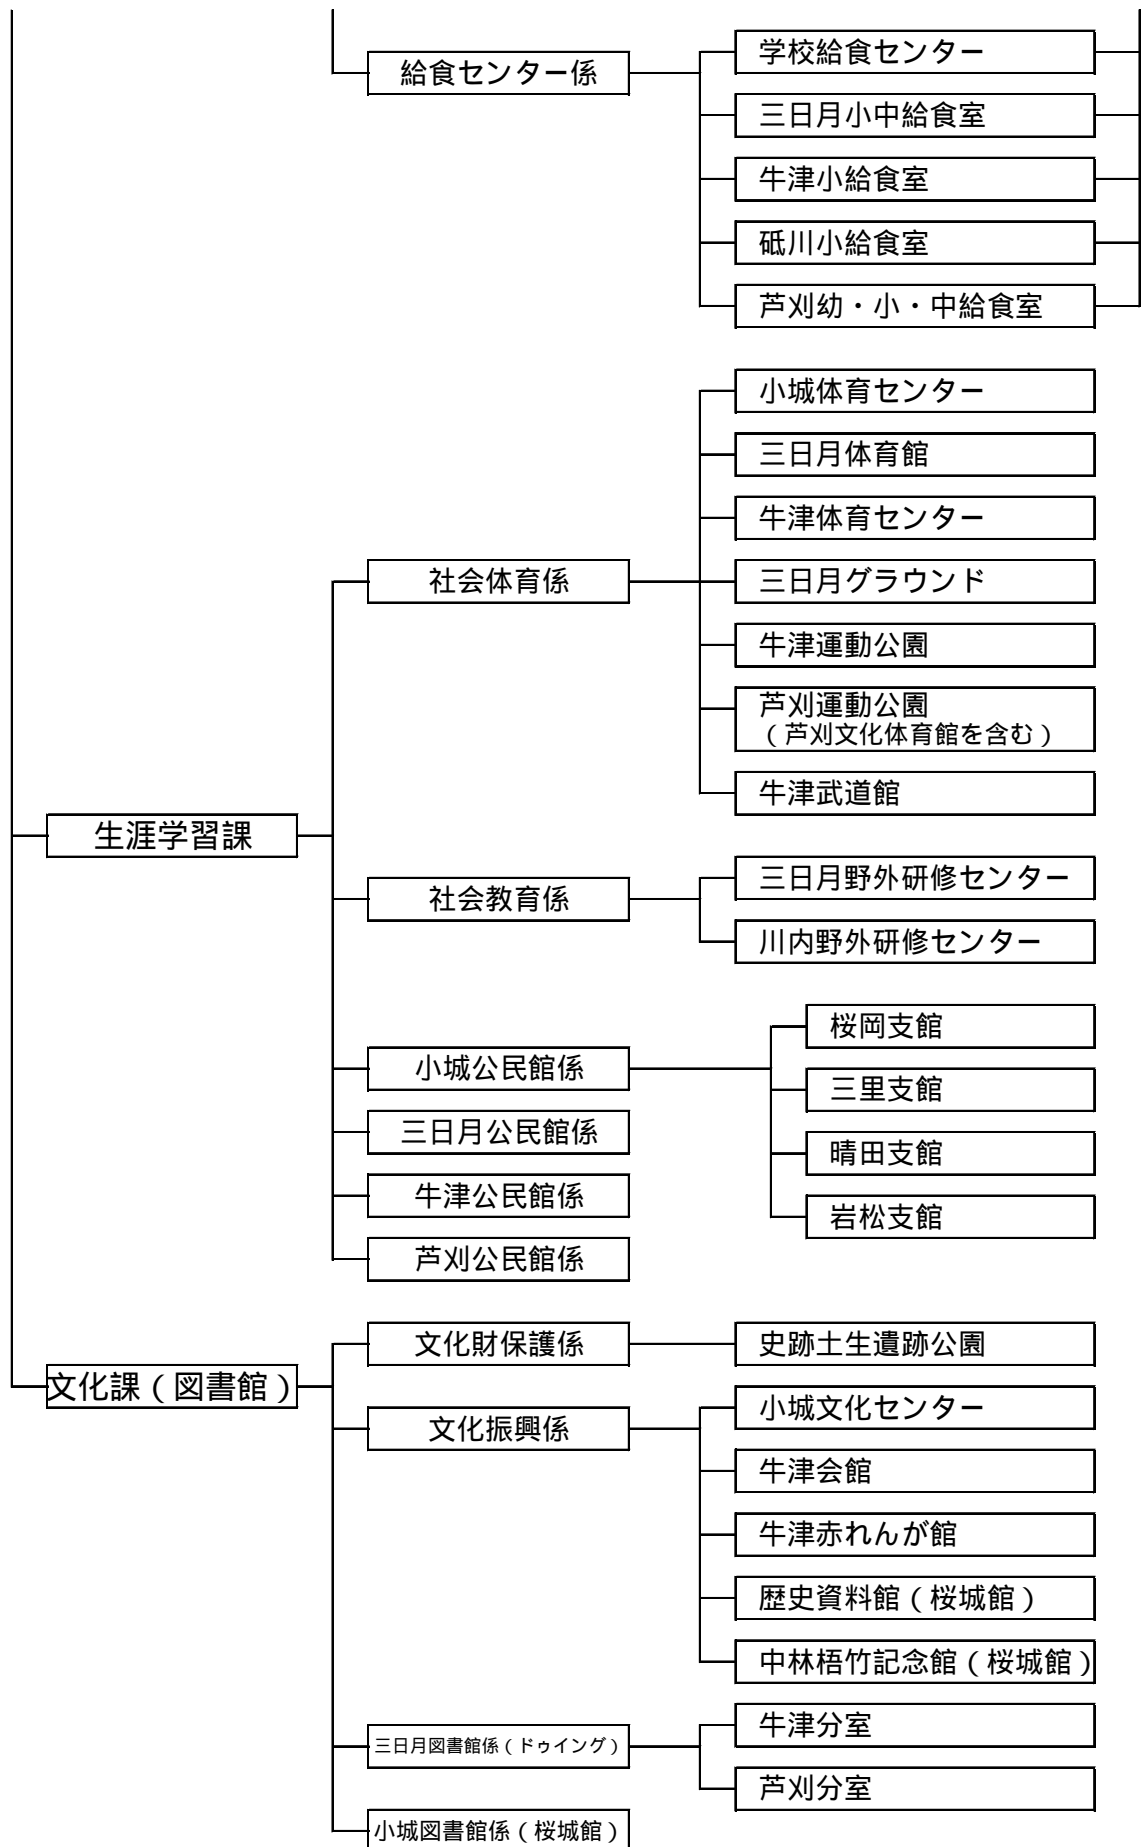 給食センター係
学校給食センター
三日月小中給食室
牛津小給食室
砥川小給食室
芦刈幼・小・中給食室
生涯学習課
社会体育係
小城体育センター
三日月体育館
牛津体育センター
三日月グラウンド
牛津運動公園
芦刈運動公園
（芦刈文化体育館を含む）
牛津武道館
社会教育係
三日月野外研修センター
川内野外研修センター
小城公民館係
桜岡支館
三里支館
晴田支館
岩松支館
三日月公民館係
牛津公民館係
芦刈公民館係
文化課（図書館）
文化財保護係
史跡土生遺跡公園
文化振興係
小城文化センター
牛津会館
牛津赤れんが館
歴史資料館（桜城館）
中林梧竹記念館（桜城館）
三日月図書館係（ドゥイング）
牛津分室
芦刈分室
小城図書館係（桜城館）